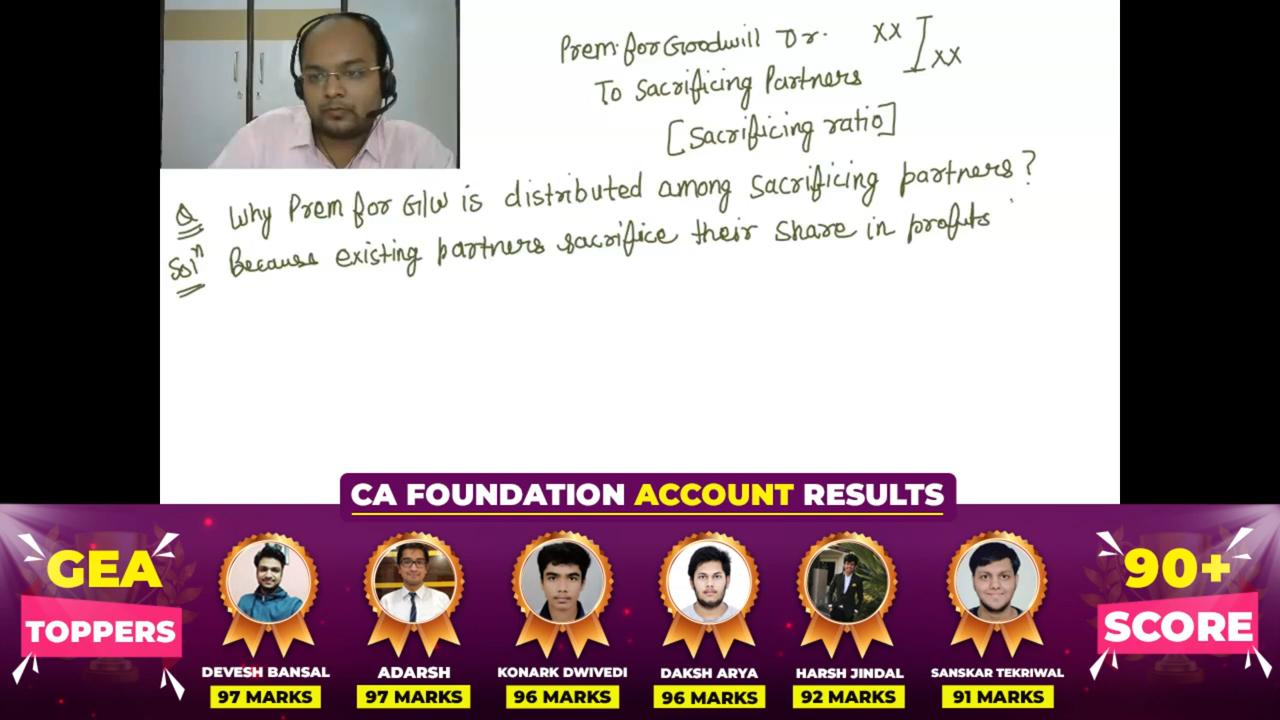 Prem. for Goodwill Dr. xx
To Sacrificing Partners xx
[Sacrificing ratio]
Q Why Prem for G/W is distributed among Sacrificing partners?
Solⁿ Because existing partners sacrifice their share in profits
CA FOUNDATION ACCOUNT RESULTS
GEA
TOPPERS
DEVESH BANSAL
97 MARKS
ADARSH
97 MARKS
KONARK DWIVEDI
96 MARKS
DAKSH ARYA
96 MARKS
HARSH JINDAL
92 MARKS
SANSKAR TEKRIWAL
91 MARKS
90+
SCORE